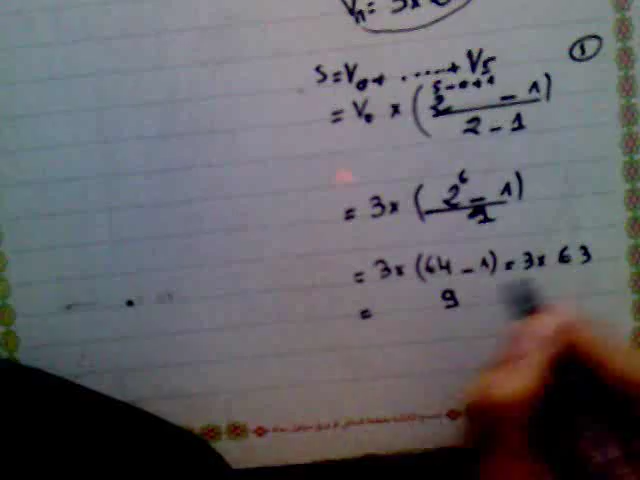 Vn = 3x2
1
S = V0 + ...... + V5
= V0 x (2^5-0+1 - 1 / 2 - 1)
= 3x (2^6 - 1 / 1)
= 3x (64 - 1) = 3x 63
= 9